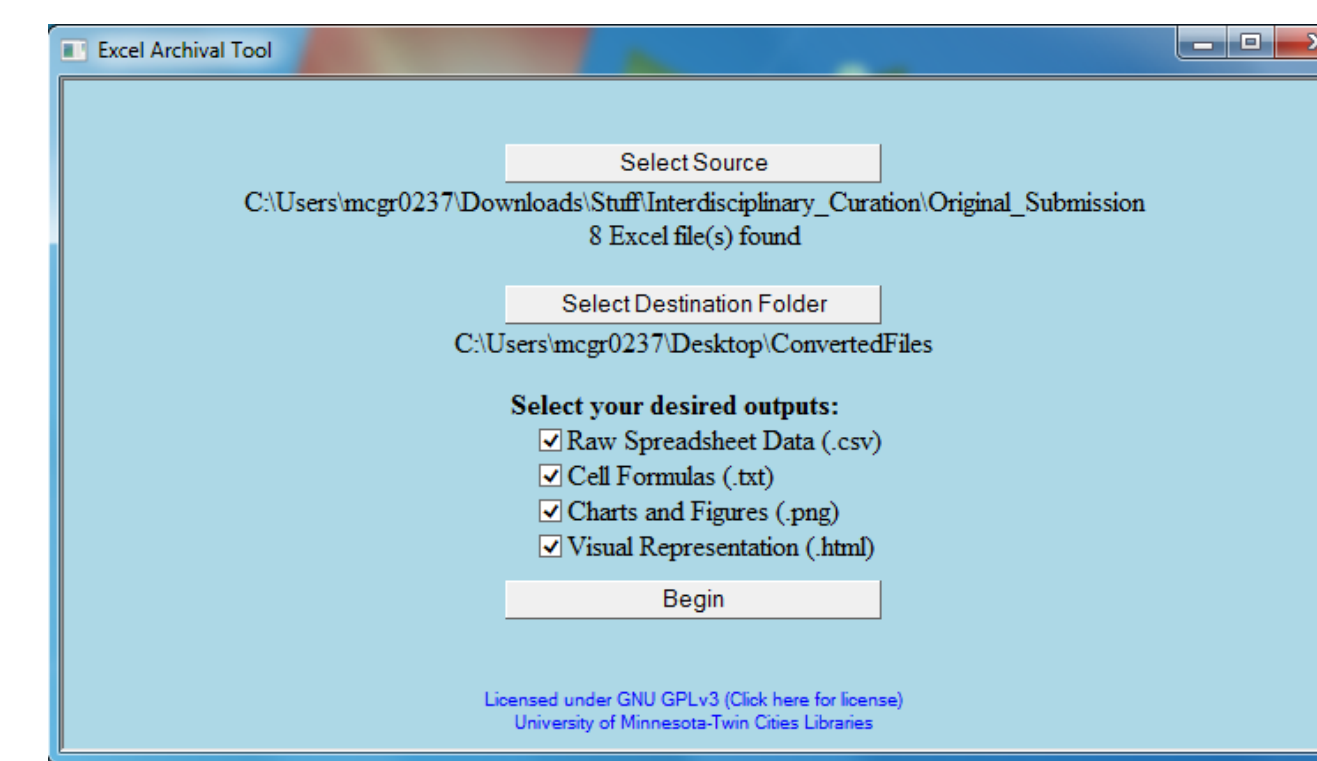 Excel Archival Tool
Select Source
C:\Users\mcgr0237\Downloads\Stuff\Interdisciplinary_Curation\Original_Submission
8 Excel file(s) found
Select Destination Folder
C:\Users\mcgr0237\Desktop\ConvertedFiles
Select your desired outputs:
Raw Spreadsheet Data (.csv)
Cell Formulas (.txt)
Charts and Figures (.png)
Visual Representation (.html)
Begin
Licensed under GNU GPLv3 (Click here for license)
University of Minnesota-Twin Cities Libraries